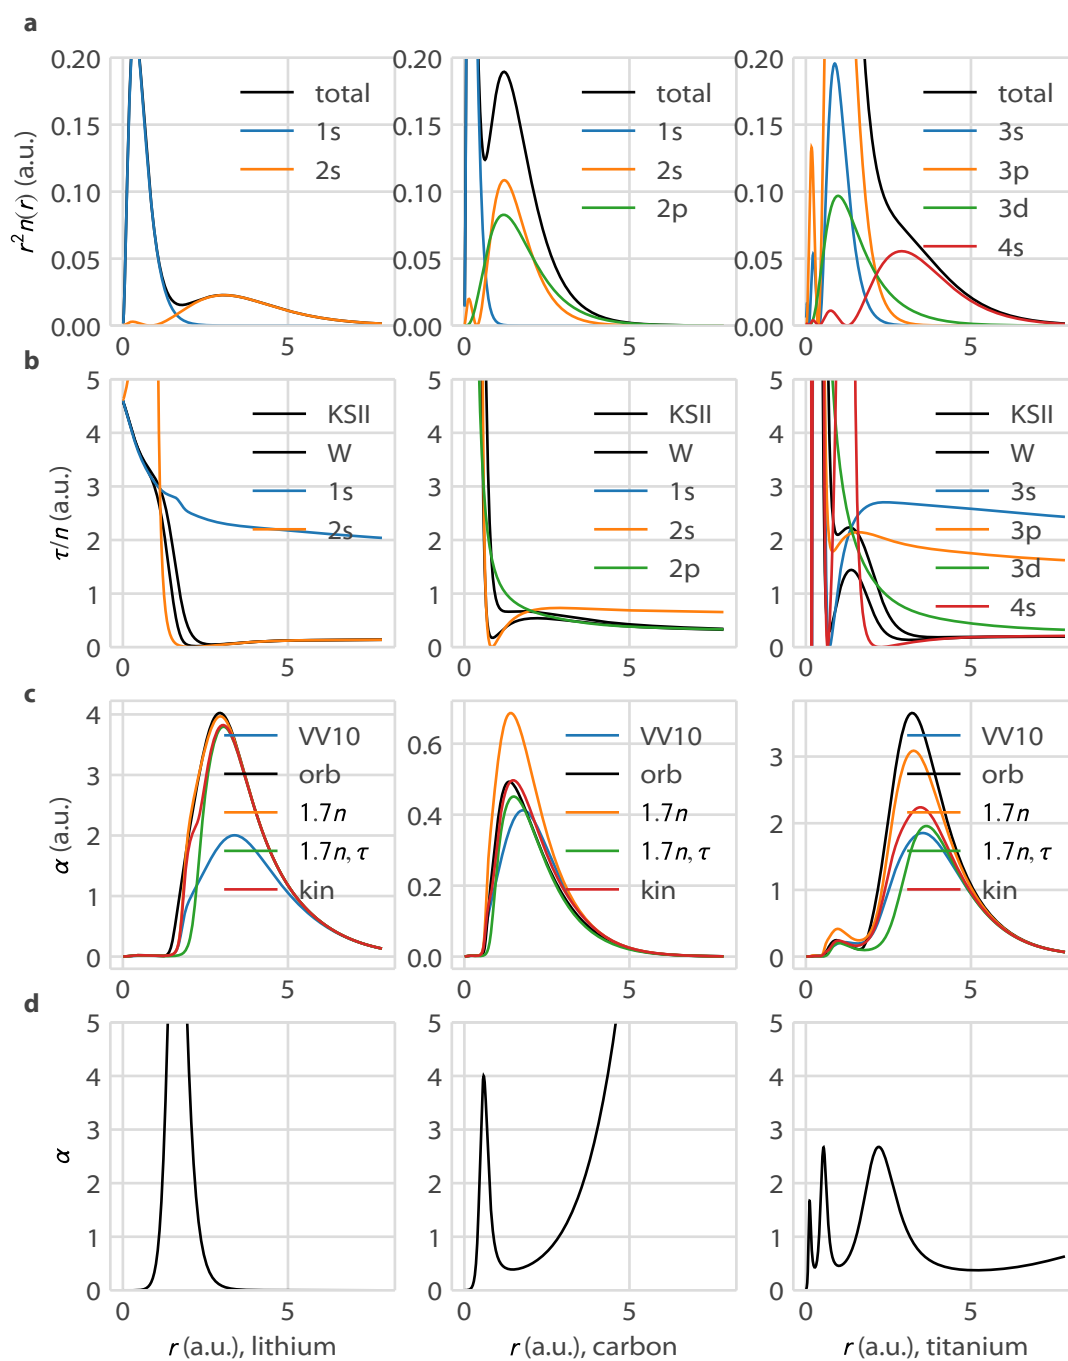 a
0.20
0.15
0.10
0.05
0.00
0
5
r² n(r) (a.u.)
total
1s
2s
0.20
0.15
0.10
0.05
0.00
0
5
total
1s
2s
2p
0.20
0.15
0.10
0.05
0.00
0
5
total
3s
3p
3d
4s
b
5
4
3
2
1
0
0
5
τ/n (a.u.)
KSII
W
1s
2s
5
4
3
2
1
0
0
5
KSII
W
1s
2s
2p
5
4
3
2
1
0
0
5
KSII
W
3s
3p
3d
4s
c
4
3
2
1
0
0
5
α (a.u.)
VV10
orb
1.7n
1.7n, τ
kin
0.6
0.4
0.2
0.0
0
5
VV10
orb
1.7n
1.7n, τ
kin
3
2
1
0
0
5
VV10
orb
1.7n
1.7n, τ
kin
d
5
4
3
2
1
0
0
5
α
r (a.u.), lithium
5
4
3
2
1
0
0
5
r (a.u.), carbon
5
4
3
2
1
0
0
5
r (a.u.), titanium